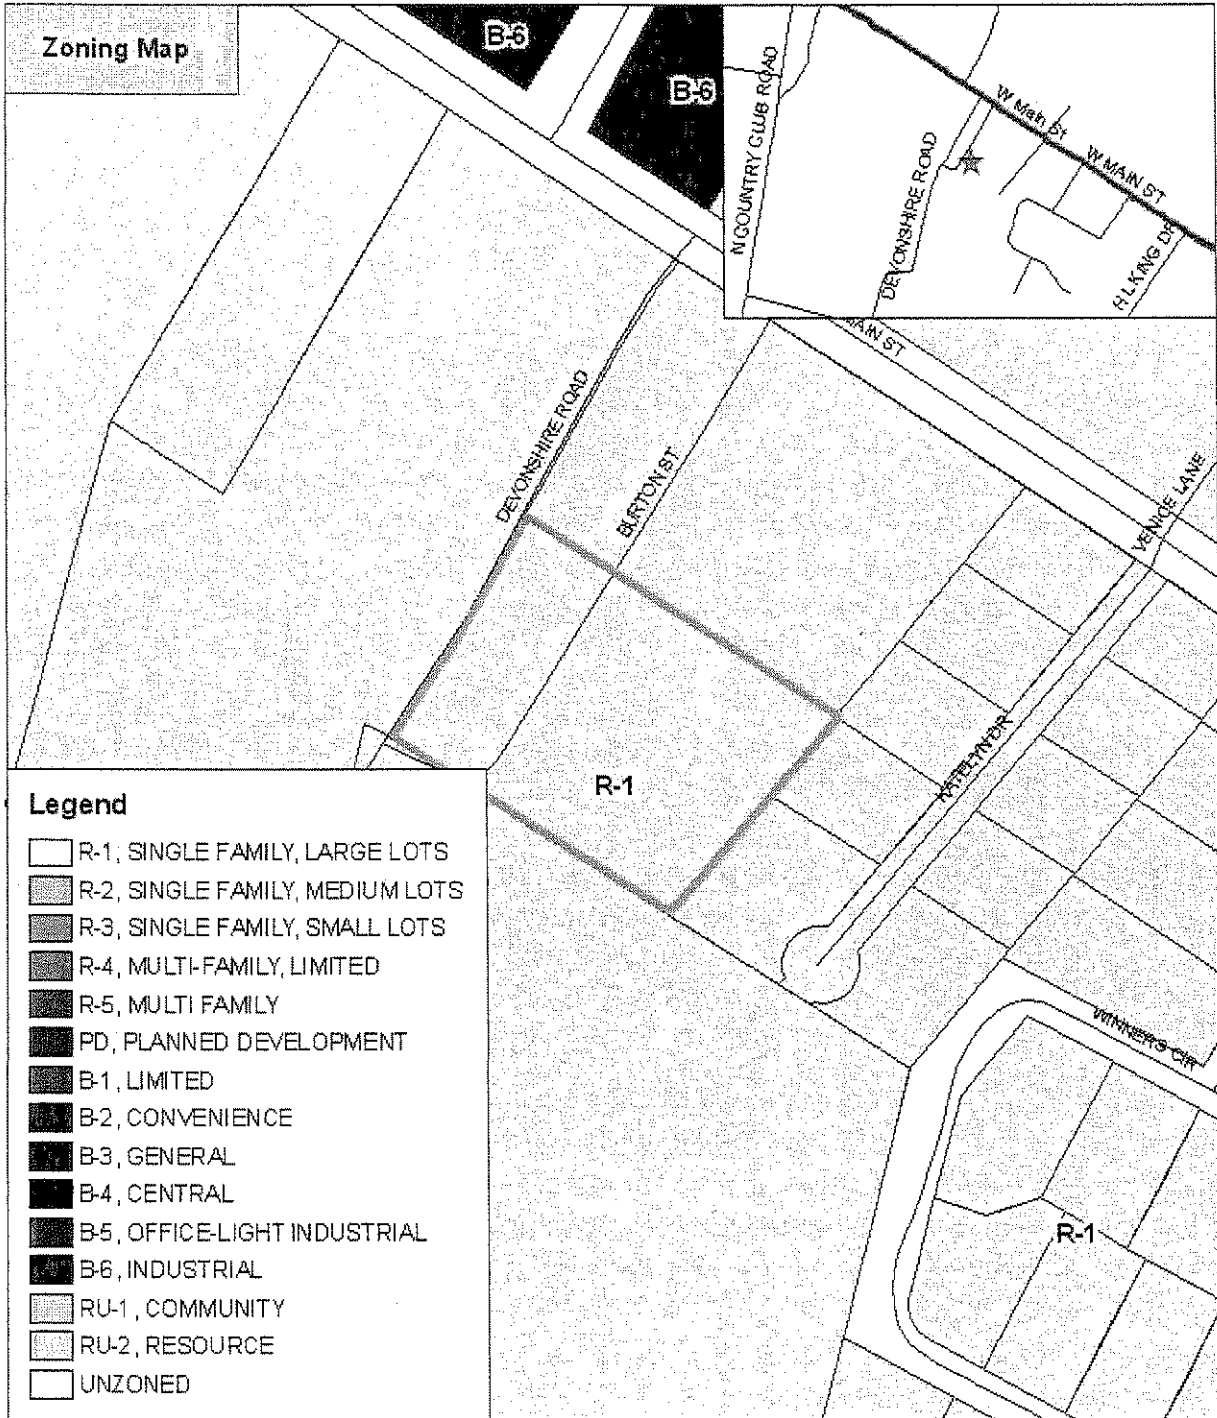 Zoning Map
B-6
B-6
N COUNTRY CLUB ROAD
DEVONSHIRE ROAD
W Main St
W MAIN ST
H L KING DR
MAIN ST
DEVONSHIRE ROAD
BURTON ST
VENICE LANE
KATELYN DR
R-1
WINNERS CIR
R-1
Legend
R-1, SINGLE FAMILY, LARGE LOTS
R-2, SINGLE FAMILY, MEDIUM LOTS
R-3, SINGLE FAMILY, SMALL LOTS
R-4, MULTI-FAMILY, LIMITED
R-5, MULTI FAMILY
PD, PLANNED DEVELOPMENT
B-1, LIMITED
B-2, CONVENIENCE
B-3, GENERAL
B-4, CENTRAL
B-5, OFFICE-LIGHT INDUSTRIAL
B-6, INDUSTRIAL
RU-1, COMMUNITY
RU-2, RESOURCE
UNZONED